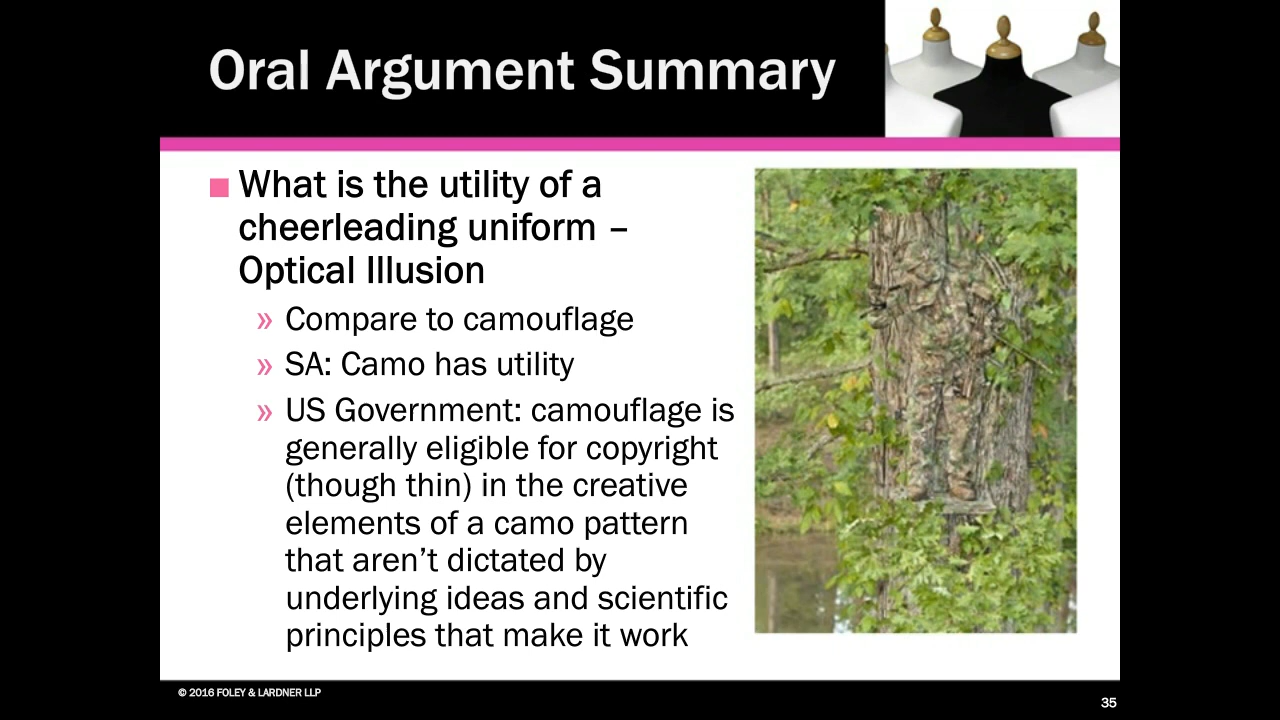 Oral Argument Summary
■ What is the utility of a
cheerleading uniform –
Optical Illusion
» Compare to camouflage
» SA: Camo has utility
» US Government: camouflage is
generally eligible for copyright
(though thin) in the creative
elements of a camo pattern
that aren’t dictated by
underlying ideas and scientific
principles that make it work
© 2016 FOLEY & LARDNER LLP
35